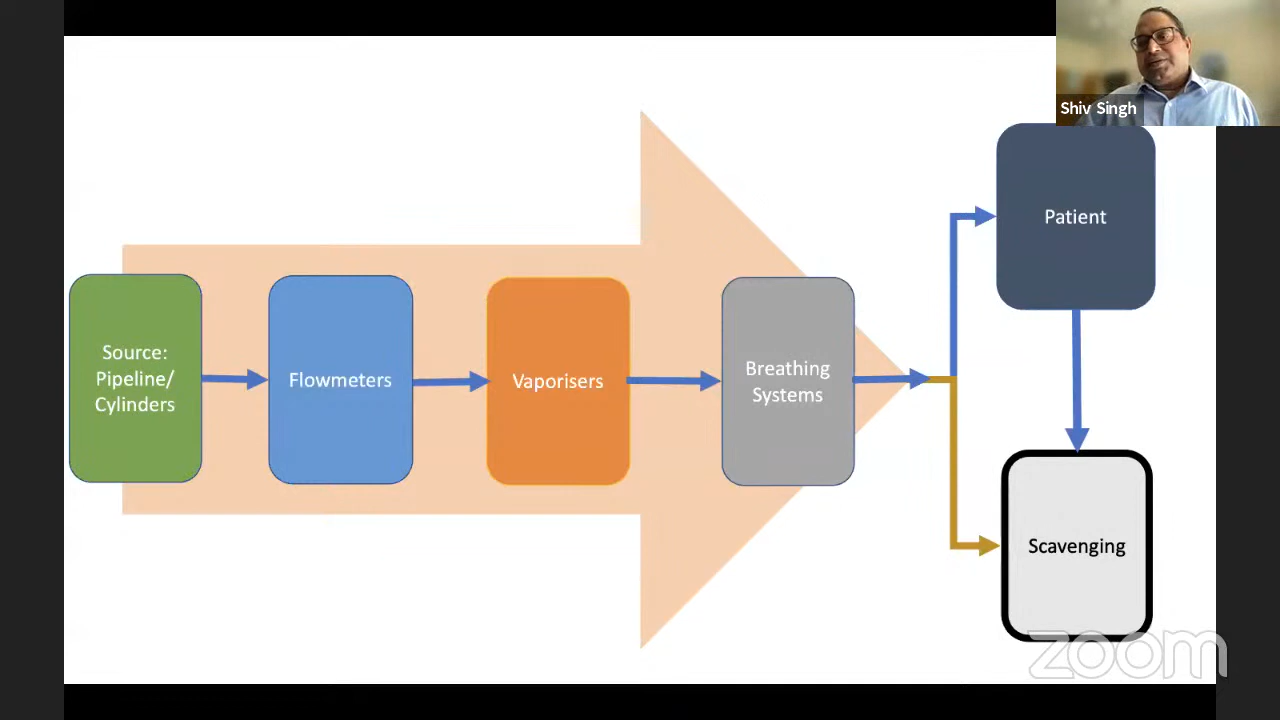 Shiv Singh
Patient
Source:
Pipeline/
Cylinders
Flowmeters
Vaporisers
Breathing
Systems
Scavenging
zoom